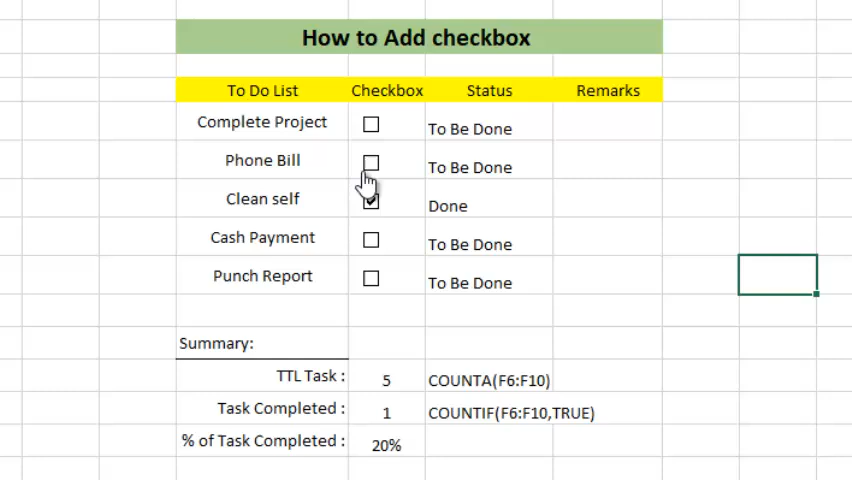 How to Add checkbox
To Do List Checkbox Status Remarks
Complete Project To Be Done
Phone Bill To Be Done
Clean self Done
Cash Payment To Be Done
Punch Report To Be Done
Summary:
TTL Task : 5 COUNTA(F6:F10)
Task Completed : 1 COUNTIF(F6:F10,TRUE)
% of Task Completed : 20%